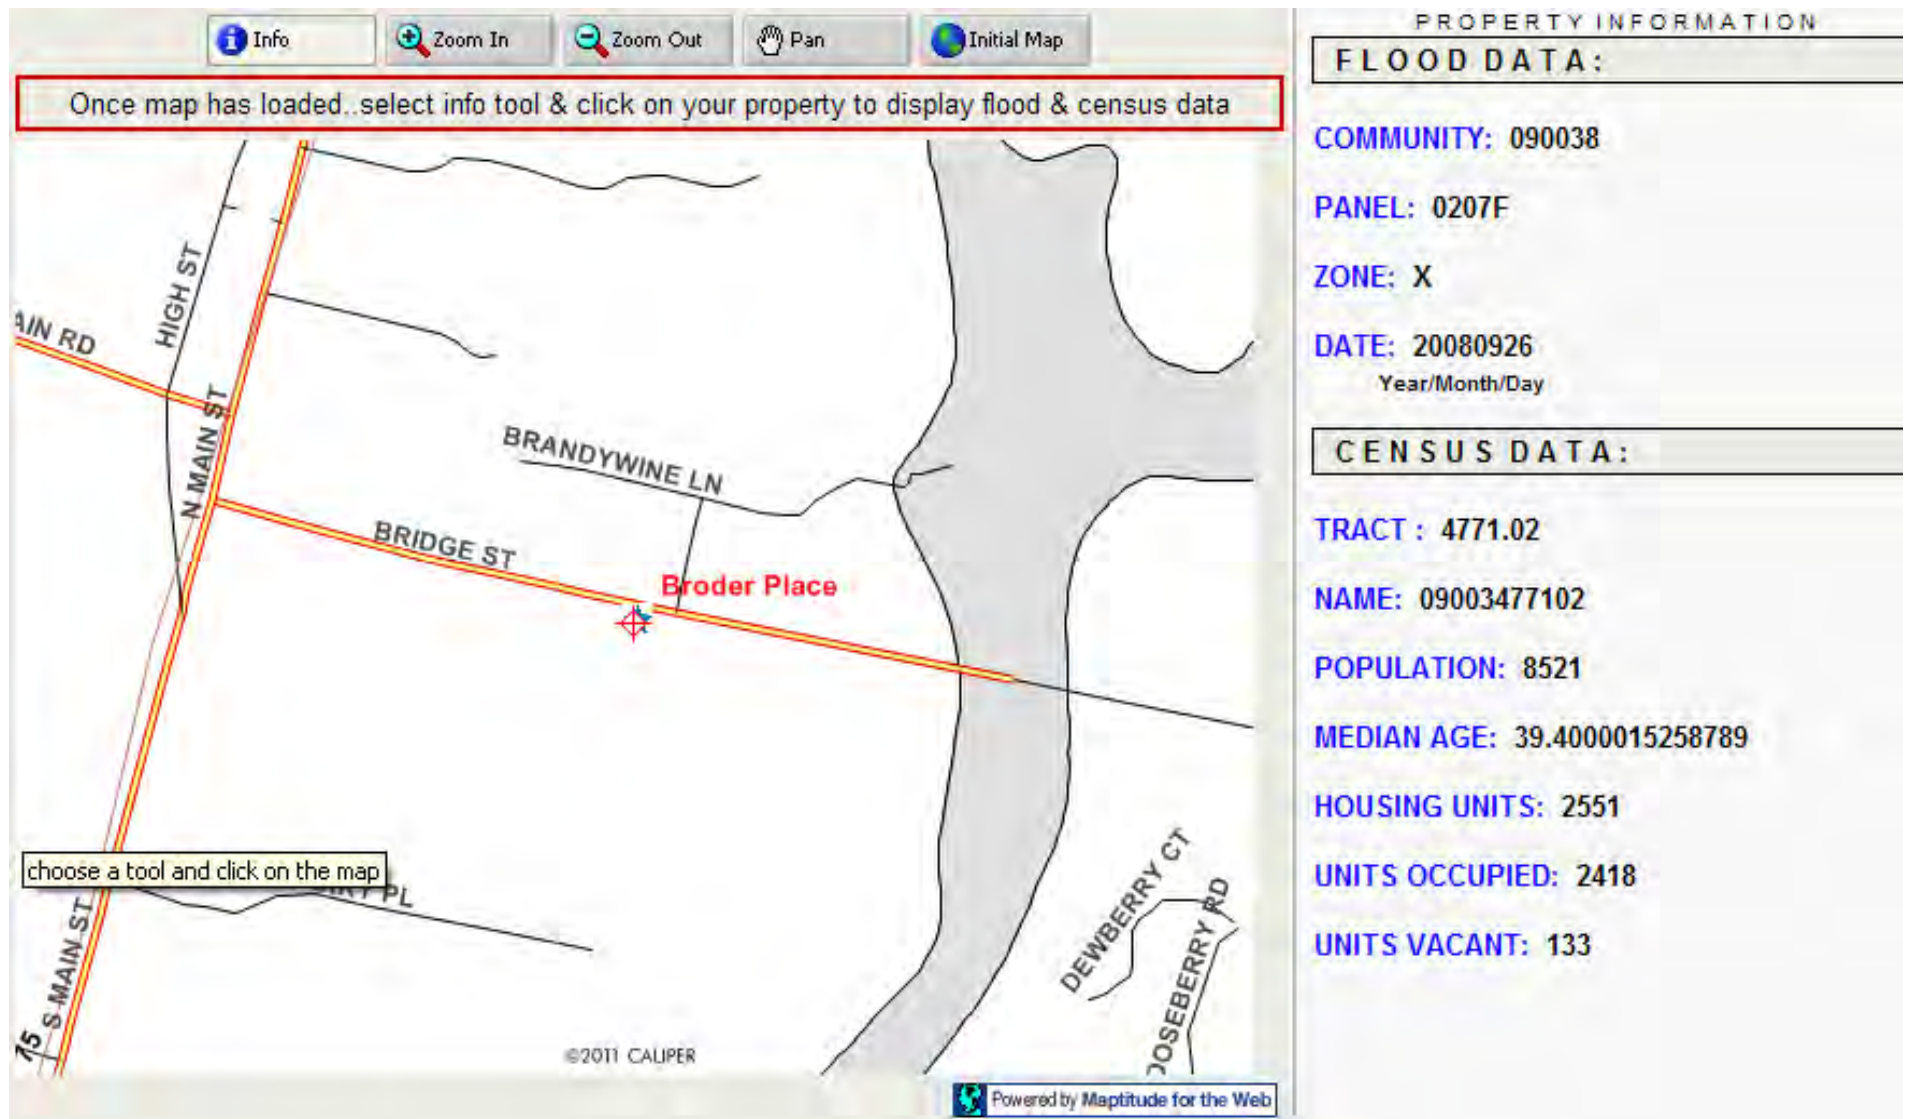 Info
Zoom In
Zoom Out
Pan
Initial Map
Once map has loaded..select info tool & click on your property to display flood & census data
HIGH ST
AIN RD
N MAIN ST
BRANDYWINE LN
BRIDGE ST
Broder Place
choose a tool and click on the map
PL
S MAIN ST
DEWBERRY CT
OOSEBERRY RD
©2011 CALIPER
Powered by Maptitude for the Web
PROPERTY INFORMATION
FLOOD DATA:
COMMUNITY: 090038
PANEL: 0207F
ZONE: X
DATE: 20080926
Year/Month/Day
CENSUS DATA:
TRACT : 4771.02
NAME: 09003477102
POPULATION: 8521
MEDIAN AGE: 39.4000015258789
HOUSING UNITS: 2551
UNITS OCCUPIED: 2418
UNITS VACANT: 133